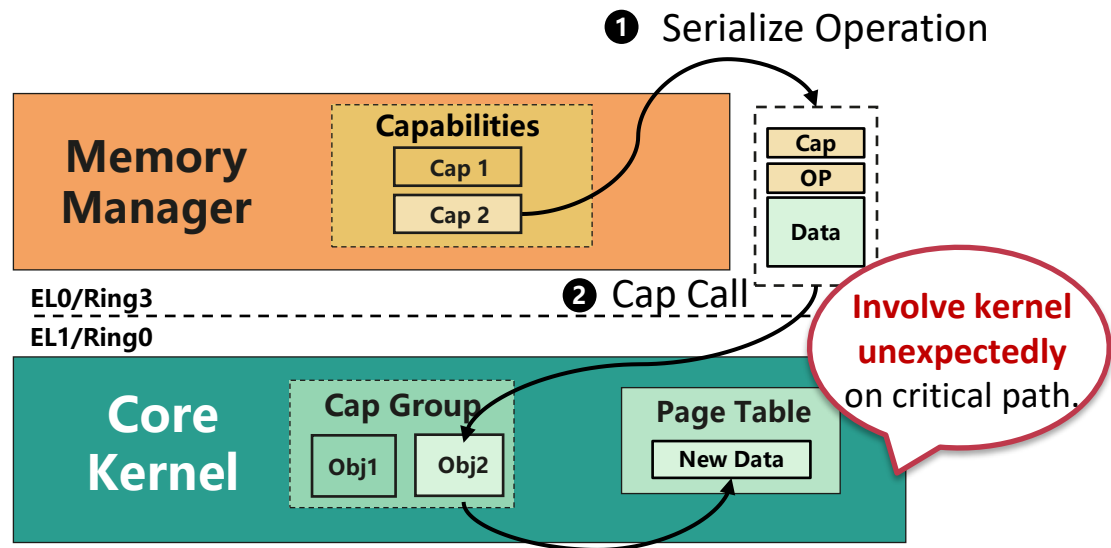 ❶ Serialize Operation
Memory
Manager
Capabilities
Cap 1
Cap 2
Cap
OP
Data
EL0/Ring3
❷ Cap Call
EL1/Ring0
Involve kernel
unexpectedly
on critical path.
Core
Kernel
Cap Group
Obj1
Obj2
Page Table
New Data